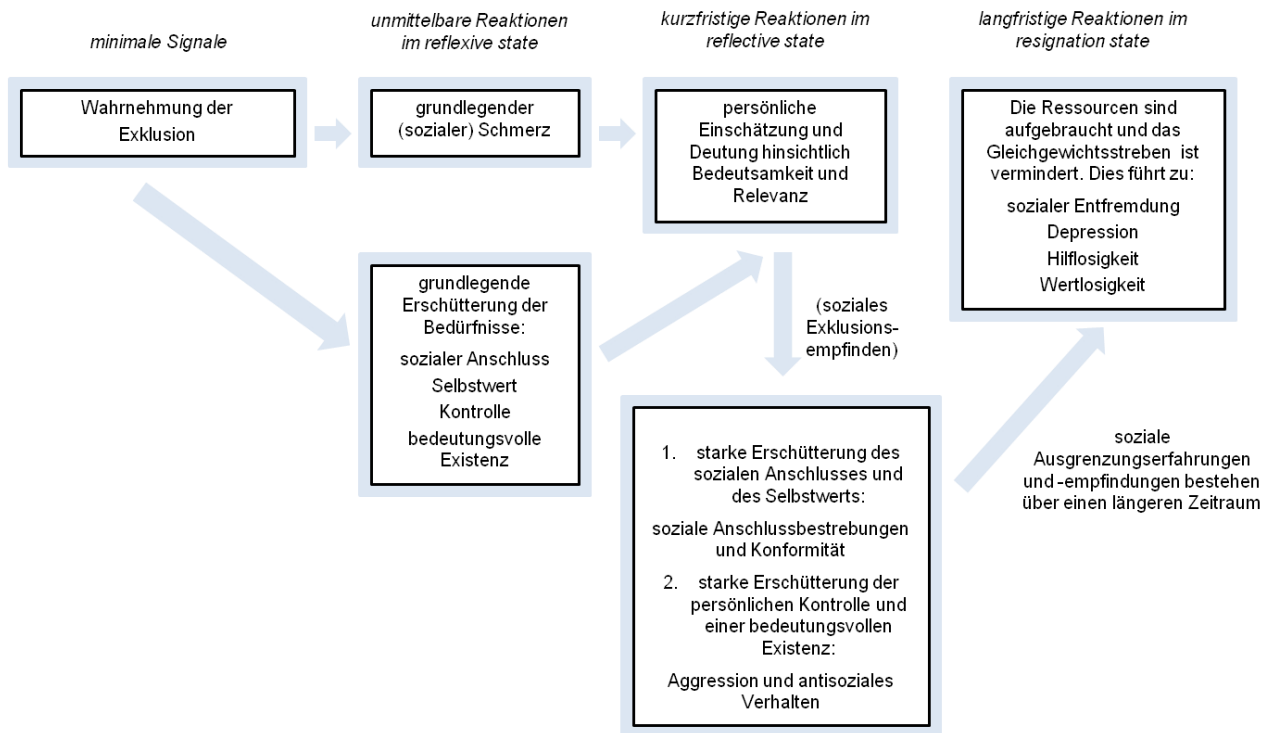 minimale Signale
unmittelbare Reaktionen
im reflexive state
kurzfristige Reaktionen im
reflective state
langfristige Reaktionen im
resignation state
Wahrnehmung der
Exklusion
grundlegender
(sozialer) Schmerz
persönliche
Einschätzung und
Deutung hinsichtlich
Bedeutsamkeit und
Relevanz
Die Ressourcen sind
aufgebraucht und das
Gleichgewichtsstreben ist
vermindert. Dies führt zu:
sozialer Entfremdung
Depression
Hilflosigkeit
Wertlosigkeit
grundlegende
Erschütterung der
Bedürfnisse:
sozialer Anschluss
Selbstwert
Kontrolle
bedeutungsvolle
Existenz
(soziales
Exklusions-
empfinden)
1. starke Erschütterung des
sozialen Anschlusses und
des Selbstwerts:
soziale Anschlussbestrebungen
und Konformität
2. starke Erschütterung der
persönlichen Kontrolle und
einer bedeutungsvollen
Existenz:
Aggression und antisoziales
Verhalten
soziale
Ausgrenzungserfahrungen
und -empfindungen bestehen
über einen längeren Zeitraum